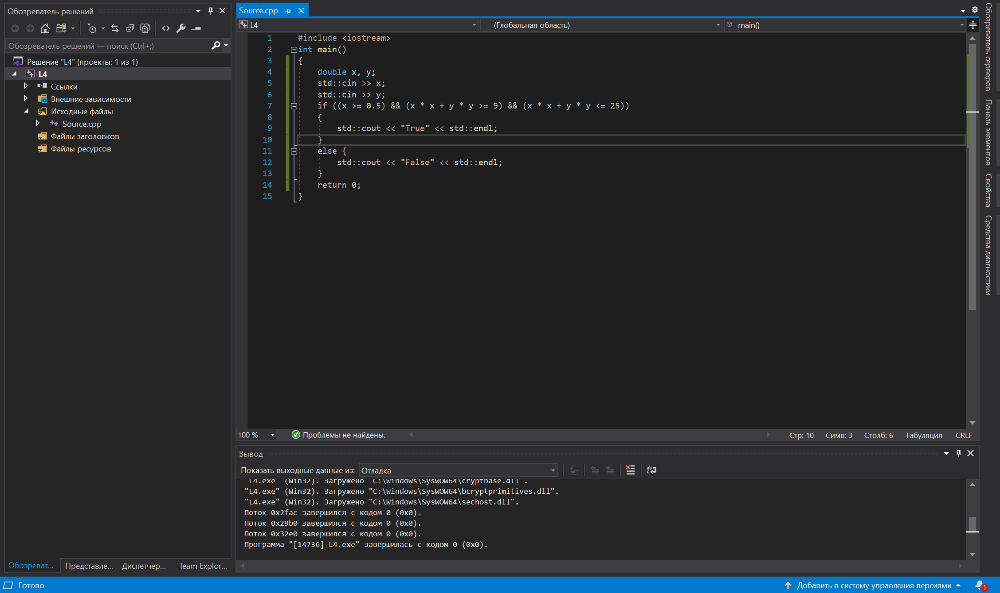 Обозреватель решений
Обозреватель решений — поиск (Ctrl+;)
Решение "L4" (проекты: 1 из 1)
L4
Ссылки
Внешние зависимости
Исходные файлы
Source.cpp
Файлы заголовков
Файлы ресурсов
Обозреват...
Представле...
Диспетчер...
Team Explor...
Source.cpp
L4
(Глобальная область)
main()
1 #include <iostream>
2 int main()
3 {
4 double x, y;
5 std::cin >> x;
6 std::cin >> y;
7 if ((x >= 0.5) && (x * x + y * y >= 9) && (x * x + y * y <= 25))
8 {
9 std::cout << "True" << std::endl;
10 }
11 else {
12 std::cout << "False" << std::endl;
13 }
14 return 0;
15 }
100 %
Проблемы не найдены.
Стр: 10
Симв: 3
Столб: 6
Табуляция
CRLF
Вывод
Показать выходные данные из:
Отладка
"L4.exe" (Win32). Загружено "C:\Windows\SysWOW64\cryptbase.dll".
"L4.exe" (Win32). Загружено "C:\Windows\SysWOW64\bcryptprimitives.dll".
"L4.exe" (Win32). Загружено "C:\Windows\SysWOW64\sechost.dll".
Поток 0x2fac завершился с кодом 0 (0x0).
Поток 0x29b0 завершился с кодом 0 (0x0).
Поток 0x32e0 завершился с кодом 0 (0x0).
Программа "[14736] L4.exe" завершилась с кодом 0 (0x0).
Обозреватель серверов
Панель элементов
Свойства
Средства диагностики
Готово
Добавить в систему управления версиями
1